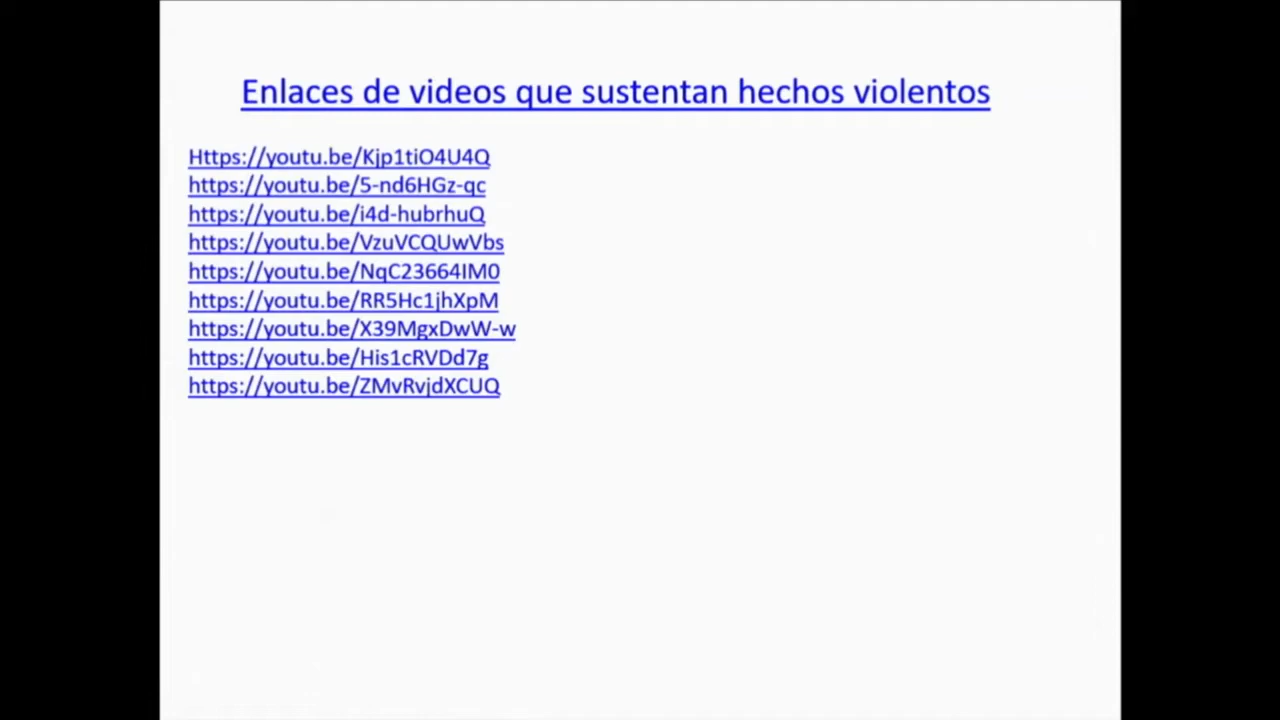 Enlaces de videos que sustentan hechos violentos
Https://youtu.be/Kjp1tiO4U4Q
https://youtu.be/5-nd6HGz-qc
https://youtu.be/i4d-hubrhuQ
https://youtu.be/VzuVCQUwVbs
https://youtu.be/NqC23664IM0
https://youtu.be/RR5Hc1jhXpM
https://youtu.be/X39MgxDwW-w
https://youtu.be/His1cRVDd7g
https://youtu.be/ZMvRvjdXCUQ